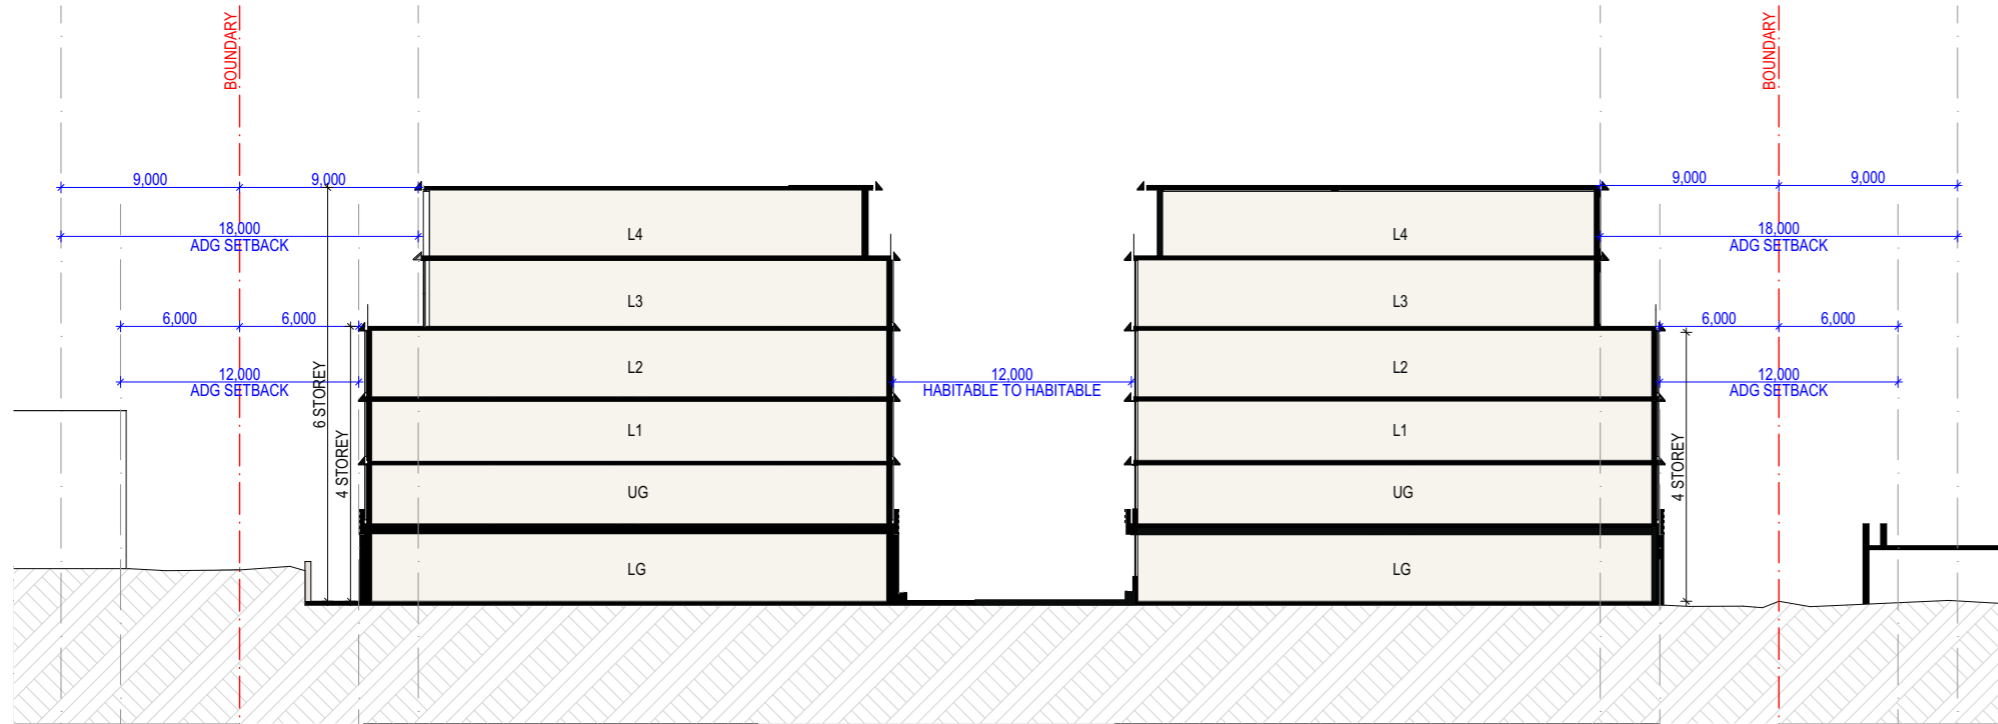 BOUNDARY
BOUNDARY
9,000
9,000
9,000
9,000
18,000
ADG SETBACK
L4
L4
18,000
ADG SETBACK
L3
L3
6,000
6,000
6,000
6,000
12,000
ADG SETBACK
6 STOREY
L2
12,000
HABITABLE TO HABITABLE
L2
12,000
ADG SETBACK
4 STOREY
L1
L1
4 STOREY
UG
UG
LG
LG